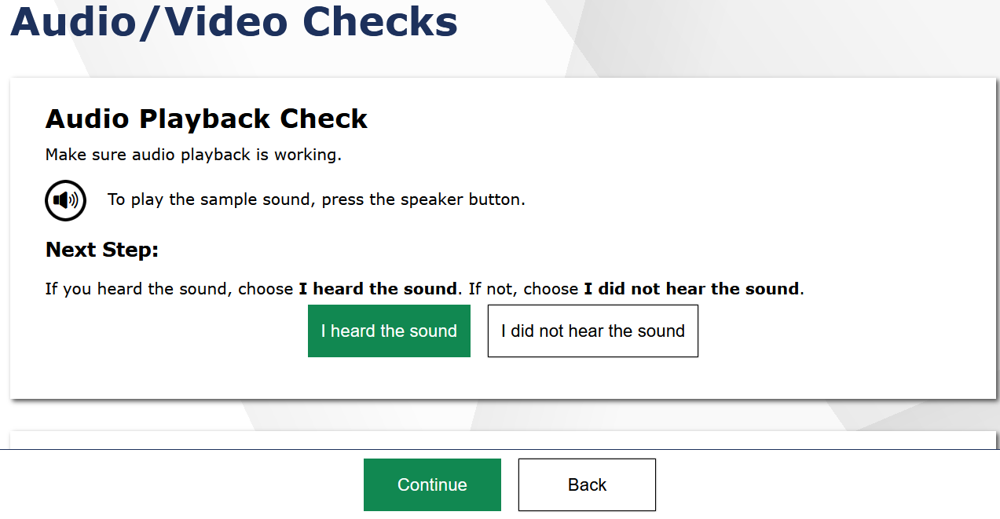 Audio/Video Checks
Audio Playback Check
Make sure audio playback is working.
To play the sample sound, press the speaker button.
Next Step:
If you heard the sound, choose I heard the sound. If not, choose I did not hear the sound.
I heard the sound
I did not hear the sound
Continue
Back